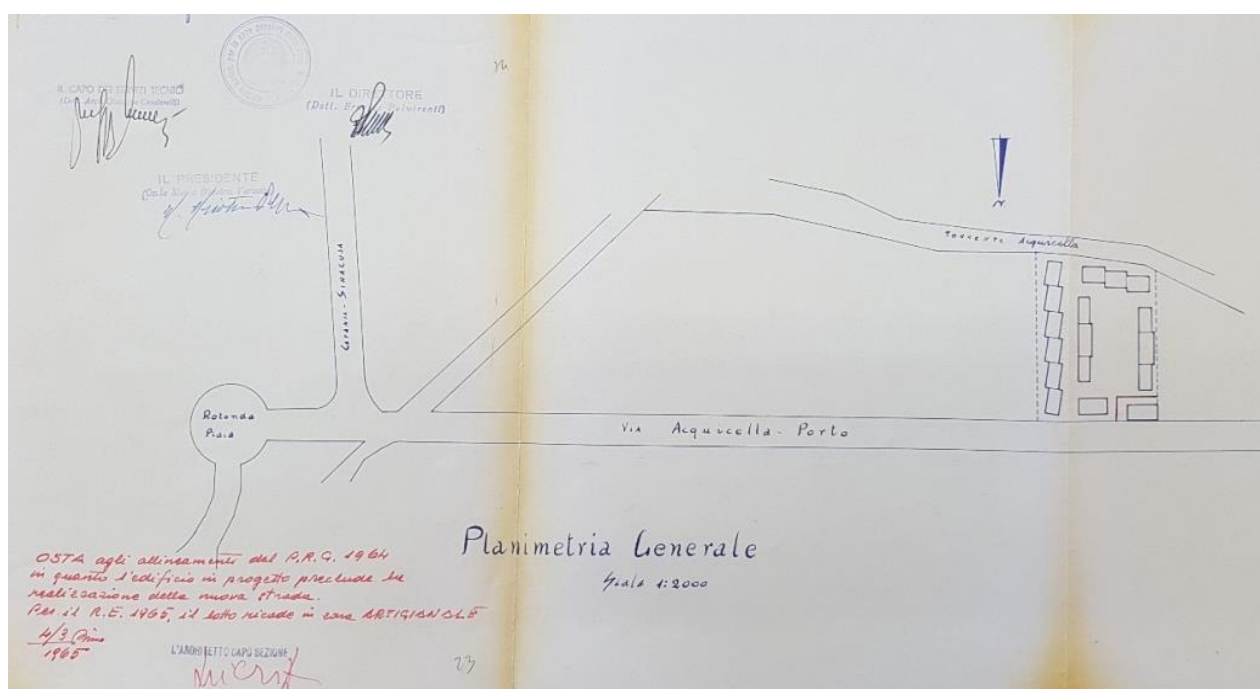 IL CAPO DEI SERVIZI TECNICI
IL DIRETTORE
IL PRESIDENTE
N
CATANIA - SIRACUSA
TORRENTE Acquicella
Rotonda
Plaia
VIA Acquicella - Porto
Planimetria Generale
Scala 1:2000
OSTA agli allineamenti del P.R.G. 1964
in quanto l'edificio in progetto preclude la
realizzazione della nuova strada.
Per il R.E. 1965, il lotto ricade in zona ARTIGIANALE
4/3
1965
L'ARCHITETTO CAPO SEZIONE
23